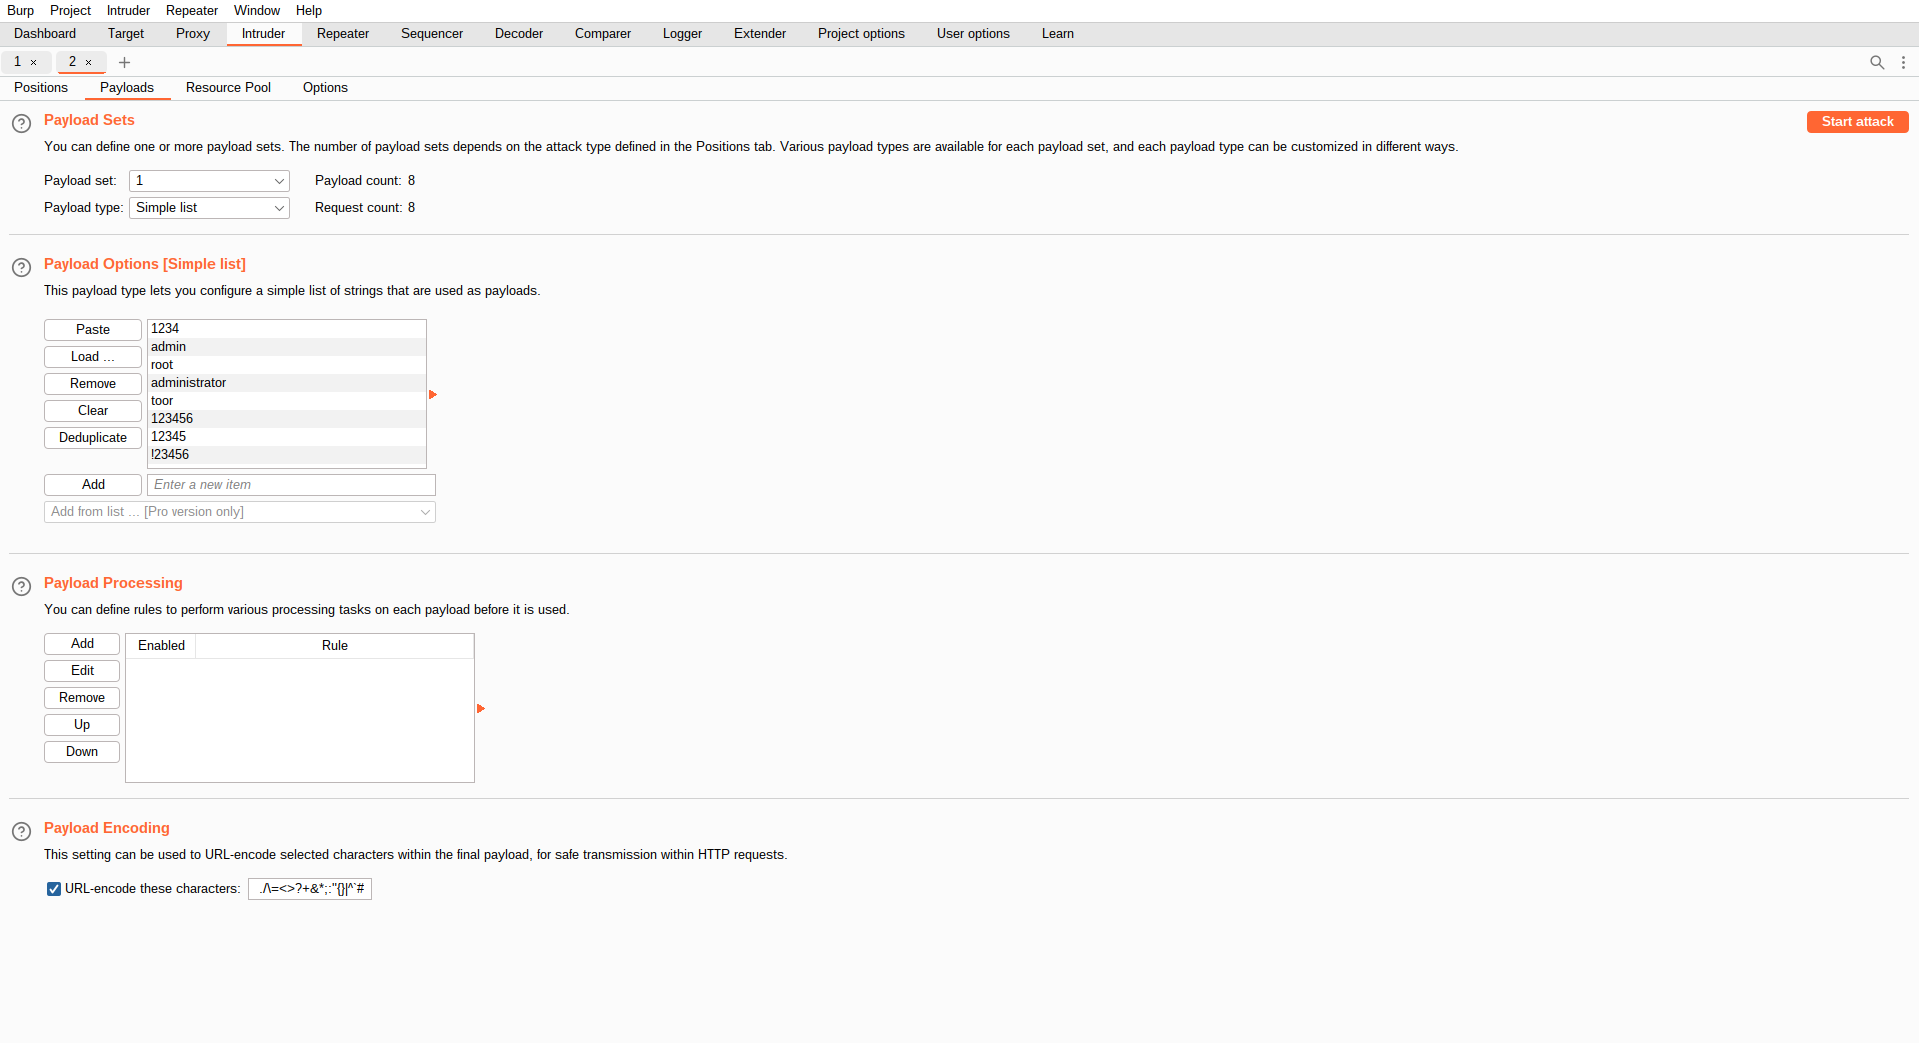 Burp Project Intruder Repeater Window Help
Dashboard Target Proxy Intruder Repeater Sequencer Decoder Comparer Logger Extender Project options User options Learn
1 × 2 × +
Positions Payloads Resource Pool Options
? Payload Sets Start attack
You can define one or more payload sets. The number of payload sets depends on the attack type defined in the Positions tab. Various payload types are available for each payload set, and each payload type can be customized in different ways.
Payload set: 1 Payload count: 8
Payload type: Simple list Request count: 8
? Payload Options [Simple list]
This payload type lets you configure a simple list of strings that are used as payloads.
Paste 1234
admin
Load ... root
Remove administrator
toor
Clear 123456
Deduplicate 12345
!23456
Add Enter a new item
Add from list ... [Pro version only]
? Payload Processing
You can define rules to perform various processing tasks on each payload before it is used.
Add Enabled Rule
Edit
Remove
Up
Down
? Payload Encoding
This setting can be used to URL-encode selected characters within the final payload, for safe transmission within HTTP requests.
URL-encode these characters: ./\=<>?+&*;:"{}|^`#